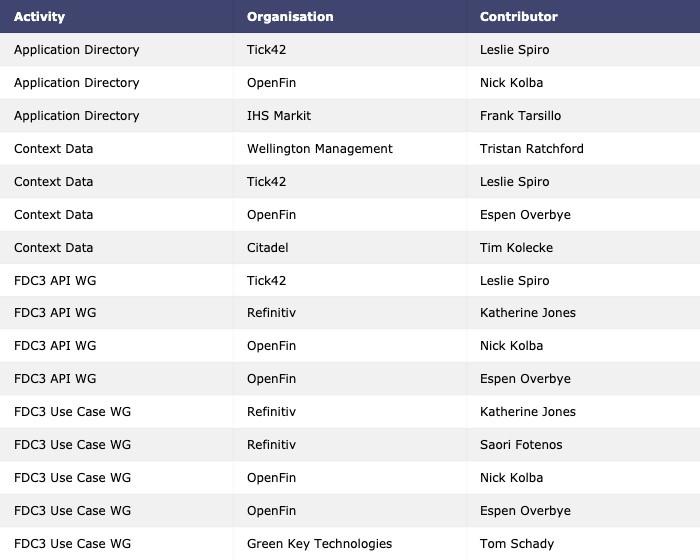 Activity Organisation Contributor
Application Directory Tick42 Leslie Spiro
Application Directory OpenFin Nick Kolba
Application Directory IHS Markit Frank Tarsillo
Context Data Wellington Management Tristan Ratchford
Context Data Tick42 Leslie Spiro
Context Data OpenFin Espen Overbye
Context Data Citadel Tim Kolecke
FDC3 API WG Tick42 Leslie Spiro
FDC3 API WG Refinitiv Katherine Jones
FDC3 API WG OpenFin Nick Kolba
FDC3 API WG OpenFin Espen Overbye
FDC3 Use Case WG Refinitiv Katherine Jones
FDC3 Use Case WG Refinitiv Saori Fotenos
FDC3 Use Case WG OpenFin Nick Kolba
FDC3 Use Case WG OpenFin Espen Overbye
FDC3 Use Case WG Green Key Technologies Tom Schady